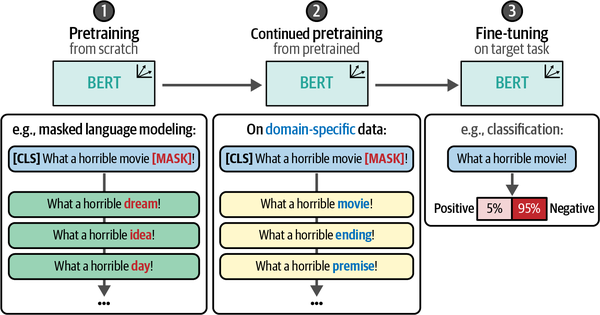 1
Pretraining
from scratch
BERT
e.g., masked language modeling:
[CLS] What a horrible movie [MASK]!
What a horrible dream!
What a horrible idea!
What a horrible day!
...
2
Continued pretraining
from pretrained
BERT
On domain-specific data:
[CLS] What a horrible movie [MASK]!
What a horrible movie!
What a horrible ending!
What a horrible premise!
...
3
Fine-tuning
on target task
BERT
e.g., classification:
What a horrible movie!
Positive 5% 95% Negative